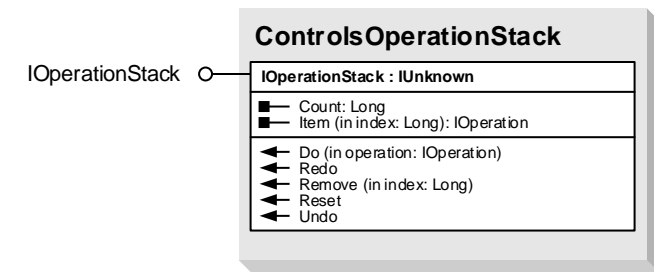 ControlsOperationStack
IOperationStack
IOperationStack : IUnknown
Count: Long
Item (in index: Long): IOperation
Do (in operation: IOperation)
Redo
Remove (in index: Long)
Reset
Undo